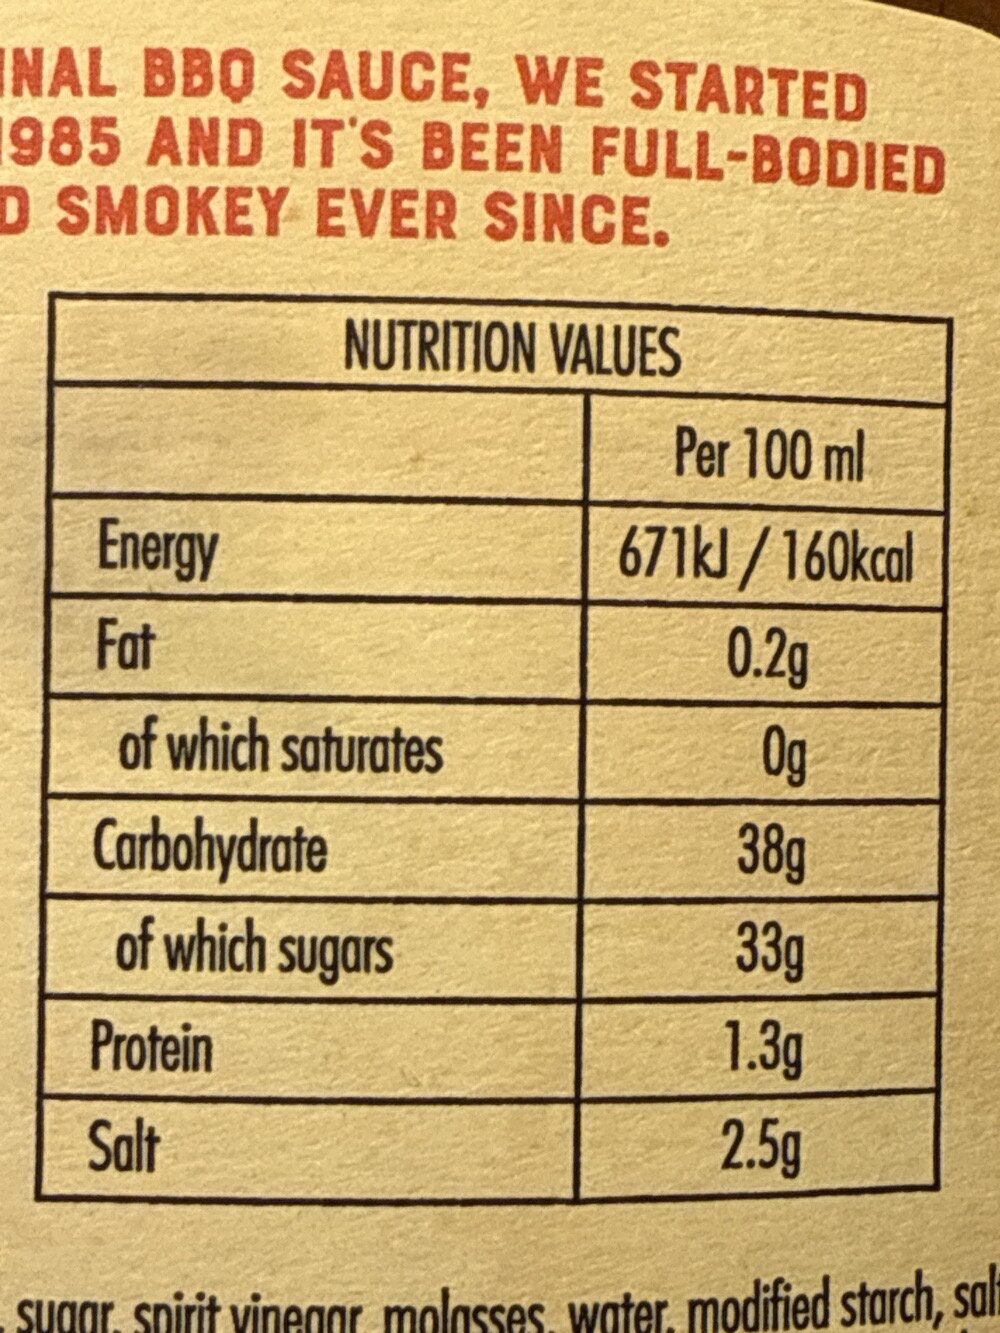 INAL BBQ SAUCE, WE STARTED
1985 AND IT'S BEEN FULL-BODIED
D SMOKEY EVER SINCE.
NUTRITION VALUES
Per 100 ml
Energy 671kJ / 160kcal
Fat 0.2g
of which saturates 0g
Carbohydrate 38g
of which sugars 33g
Protein 1.3g
Salt 2.5g
, sugar, spirit vinegar, molasses, water, modified starch, salt